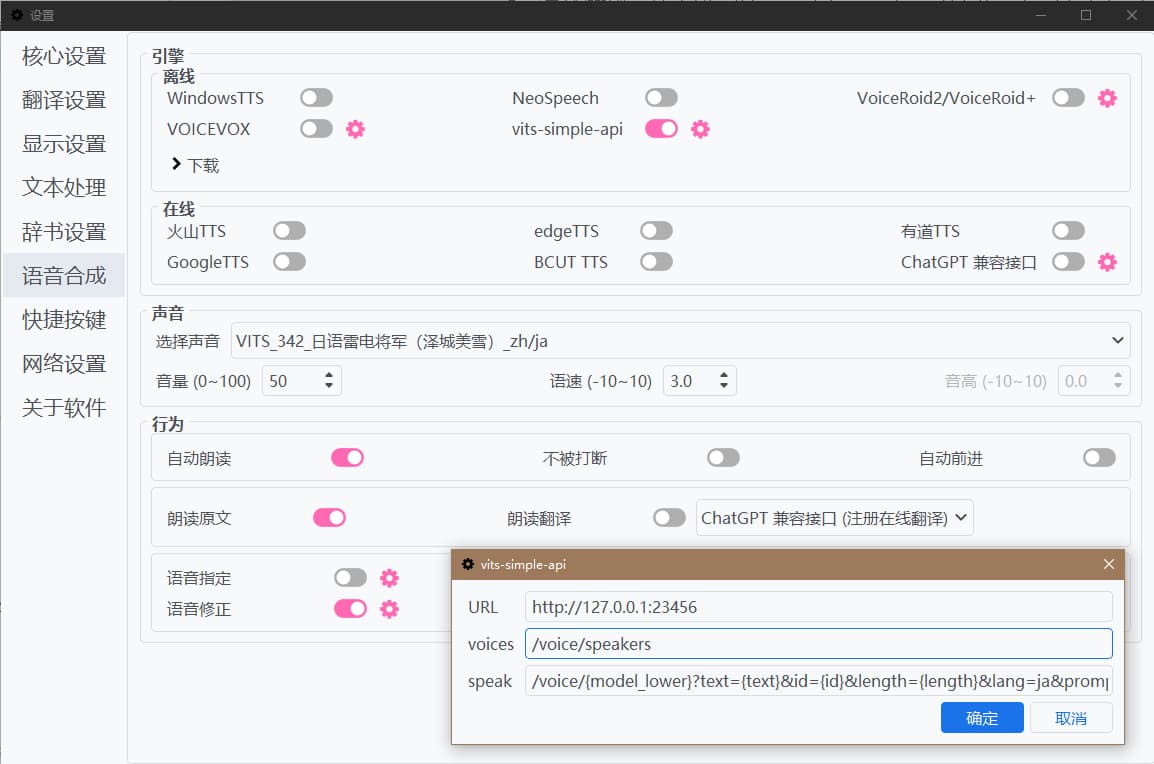 设置
核心设置
翻译设置
显示设置
文本处理
辞书设置
语音合成
快捷按键
网络设置
关于软件
引擎
离线
WindowsTTS NeoSpeech VoiceRoid2/VoiceRoid+
VOICEVOX vits-simple-api
下载
在线
火山TTS edgeTTS 有道TTS
GoogleTTS BCUT TTS ChatGPT 兼容接口
声音
选择声音 VITS_342_日语雷电将军（泽城美雪）_zh/ja
音量 (0~100) 50 语速 (-10~10) 3.0 音高 (-10~10) 0.0
行为
自动朗读 不被打断 自动前进
朗读原文 朗读翻译 ChatGPT 兼容接口 (注册在线翻译)
语音指定
语音修正
vits-simple-api
URL http://127.0.0.1:23456
voices /voice/speakers
speak /voice/{model_lower}?text={text}&id={id}&length={length}&lang=ja&promp
确定 取消